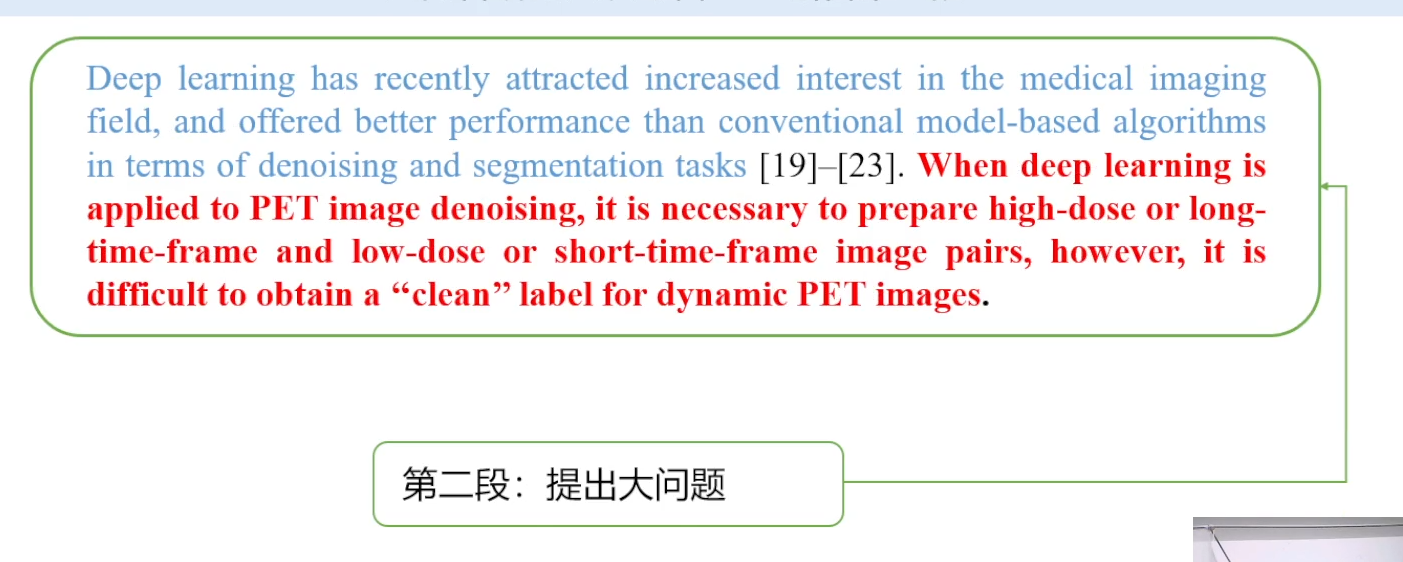 Deep learning has recently attracted increased interest in the medical imaging
field, and offered better performance than conventional model-based algorithms
in terms of denoising and segmentation tasks [19]–[23]. When deep learning is
applied to PET image denoising, it is necessary to prepare high-dose or long-
time-frame and low-dose or short-time-frame image pairs, however, it is
difficult to obtain a “clean” label for dynamic PET images.
第二段：提出大问题